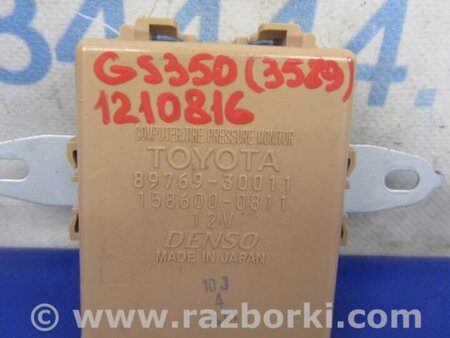 GS350 (3589)
1210816
COMPUTER,TIRE PRESSURE MONITOR
TOYOTA
89769-30011
158600-0811
12V
DENSO
MADE IN JAPAN
10 J
4
www.razborki.com